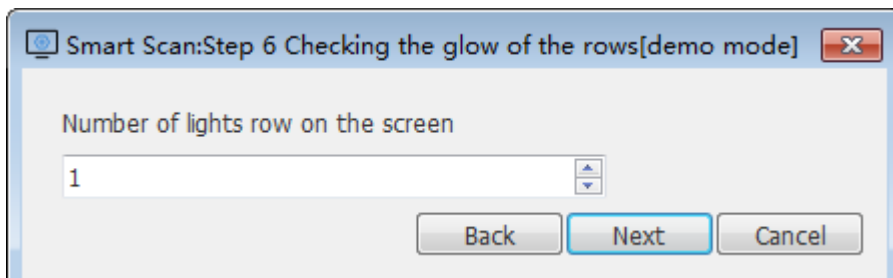 Smart Scan:Step 6 Checking the glow of the rows[demo mode]
Number of lights row on the screen
1
Back Next Cancel